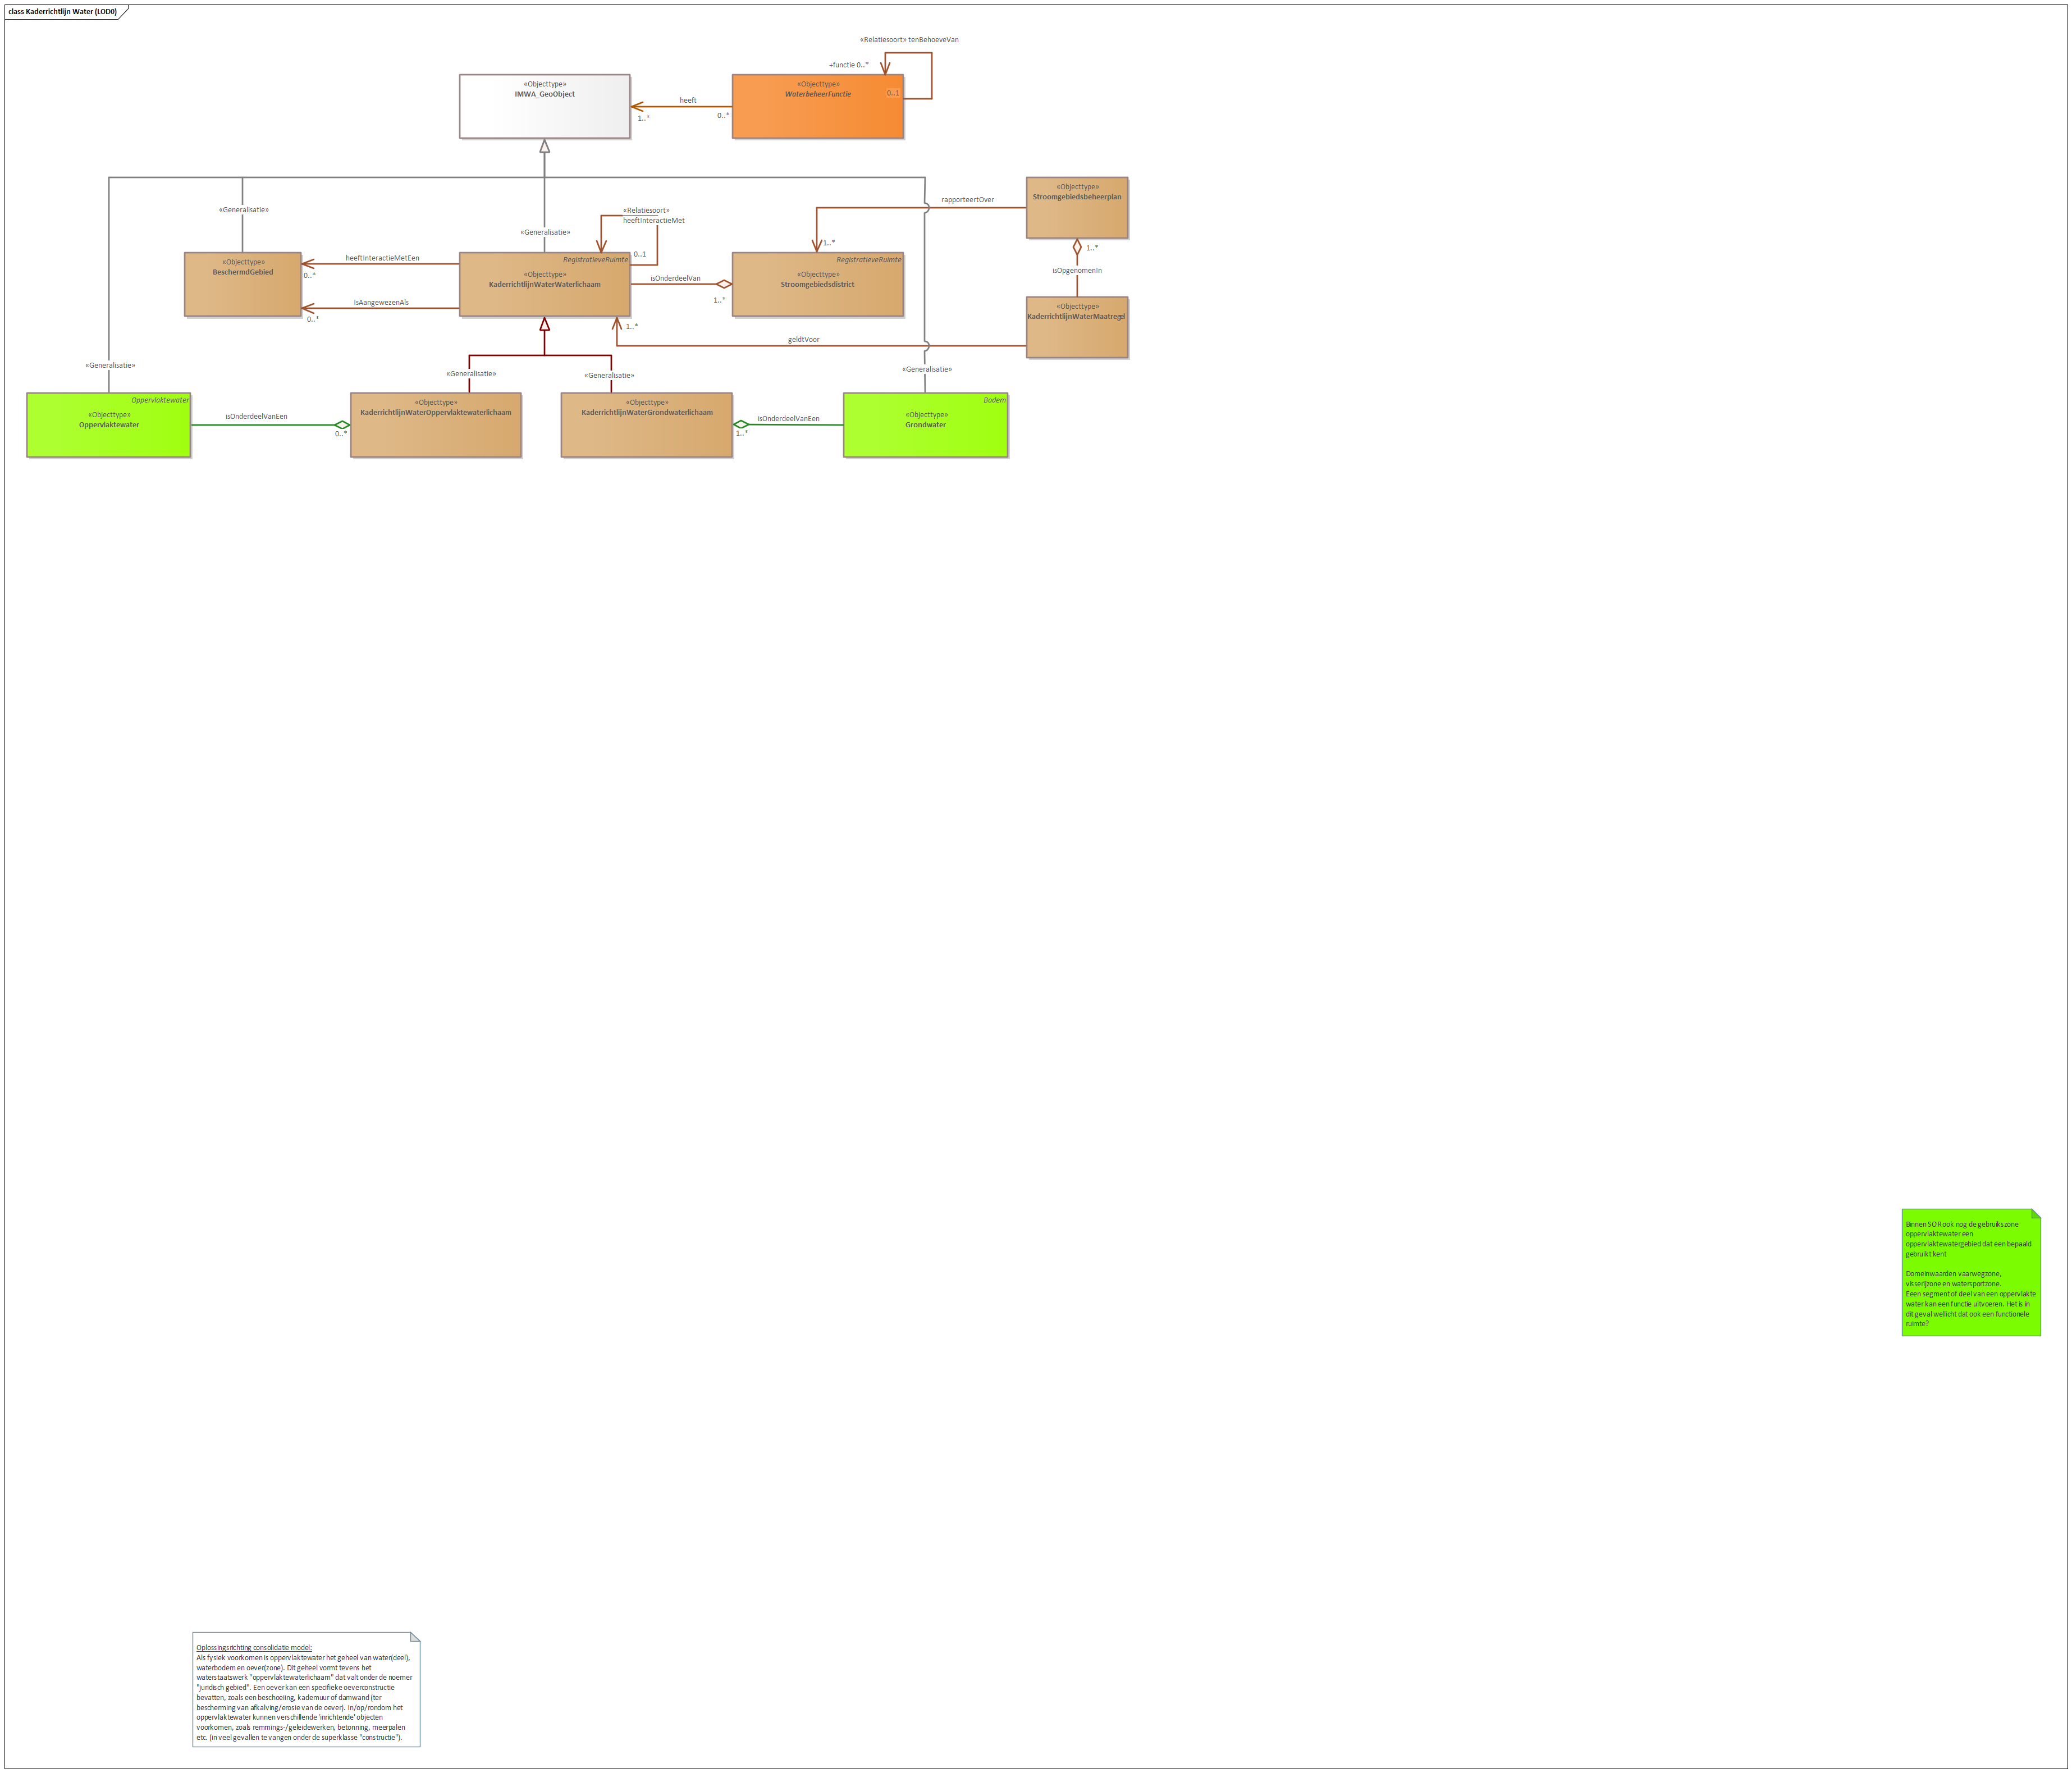 class Kaderrichtlijn Water (LOD0)
«Relatiesoort» tenBehoeveVan
+functie 0..*
«Objecttype»
IMWA_GeoObject
«Objecttype»
WaterbeheerFunctie
0..1
heeft
1..*
0..*
«Objecttype»
Stroomgebiedsbeheerplan
rapporteertOver
1..*
«Generalisatie»
«Generalisatie»
«Relatiesoort»
heeftInteractieMet
0..1
1..*
isOpgenomenIn
«Objecttype»
BeschermdGebied
heeftInteractieMetEen
0..*
isAangewezenAls
0..*
RegistratieveRuimte
«Objecttype»
KaderrichtlijnWaterWaterlichaam
isOnderdeelVan
1..*
RegistratieveRuimte
«Objecttype»
Stroomgebiedsdistrict
«Objecttype»
KaderrichtlijnWaterMaatregel
1..*
geldtVoor
«Generalisatie»
«Generalisatie»
«Generalisatie»
«Generalisatie»
Oppervlaktewater
«Objecttype»
Oppervlaktewater
isOnderdeelVanEen
0..*
«Objecttype»
KaderrichtlijnWaterOppervlaktewaterlichaam
«Objecttype»
KaderrichtlijnWaterGrondwaterlichaam
isOnderdeelVanEen
1..*
Bodem
«Objecttype»
Grondwater
Binnen SOR ook nog de gebruikszone
oppervlaktewater een
oppervlaktewatergebied dat een bepaald
gebruikt kent
Domeinwaarden vaarwegzone,
visserijzone en watersportzone.
Eeen segment of deel van een oppervlakte
water kan een functie uitvoeren. Het is in
dit geval wellicht dat ook een functionele
ruimte?
Oplossingsrichting consolidatie model:
Als fysiek voorkomen is oppervlaktewater het geheel van water(deel),
waterbodem en oever(zone). Dit geheel vormt tevens het
waterstaatswerk "oppervlaktewaterlichaam" dat valt onder de noemer
"juridisch gebied". Een oever kan een specifieke oeverconstructie
bevatten, zoals een beschoeiing, kademuur of damwand (ter
bescherming van afkalving/erosie van de oever). In/op/rondom het
oppervlaktewater kunnen verschillende 'inrichtende' objecten
voorkomen, zoals remmings-/geleidewerken, betonning, meerpalen
etc. (in veel gevallen te vangen onder de superklasse "constructie").